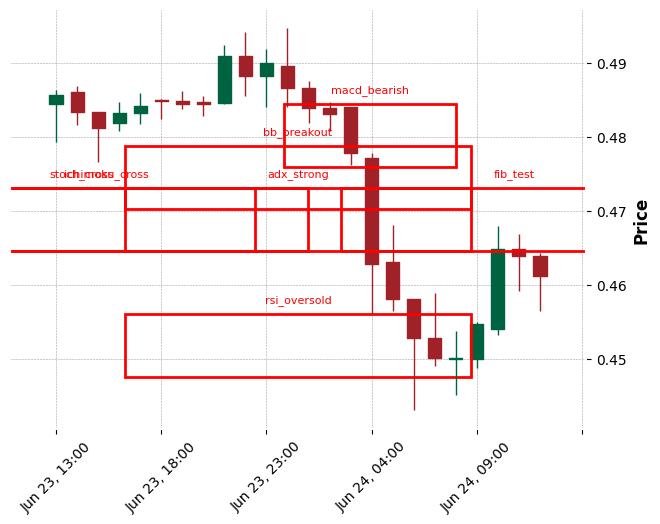 0.49
macd_bearish
0.48
bb_breakout
ichimoku_cross
adx_strong
fib_test
0.47
Price
0.46
rsi_oversold
0.45
Jun 23, 13:00
Jun 23, 18:00
Jun 23, 23:00
Jun 24, 04:00
Jun 24, 09:00